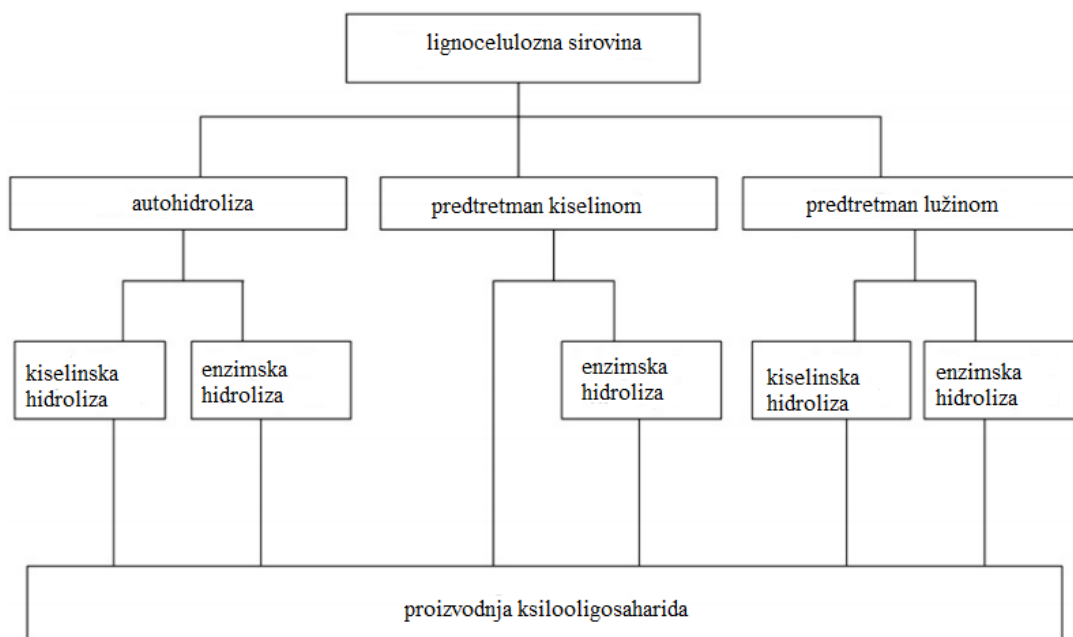 lignocelulozna sirovina
autohidroliza
predtretman kiselinom
predtretman lužinom
kiselinska
hidroliza
enzimska
hidroliza
enzimska
hidroliza
kiselinska
hidroliza
enzimska
hidroliza
proizvodnja ksilooligosaharida